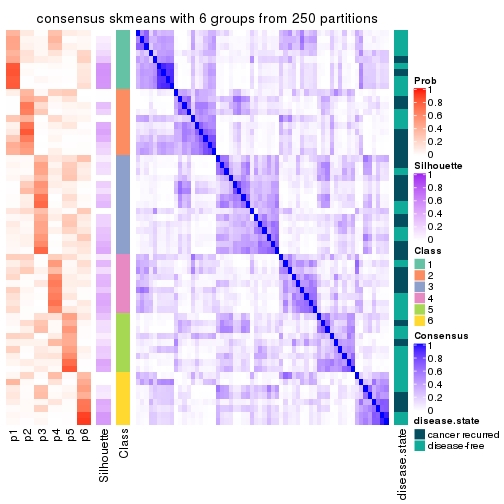 consensus skmeans with 6 groups from 250 partitions
Prob
1
0.8
0.6
0.4
0.2
0
Silhouette
1
0.8
0.6
0.4
0.2
0
Class
1
2
3
4
5
6
Consensus
1
0.8
0.6
0.4
0.2
0
disease.state
cancer recurred
disease-free
p1
p2
p3
p4
p5
p6
Silhouette
Class
disease.state